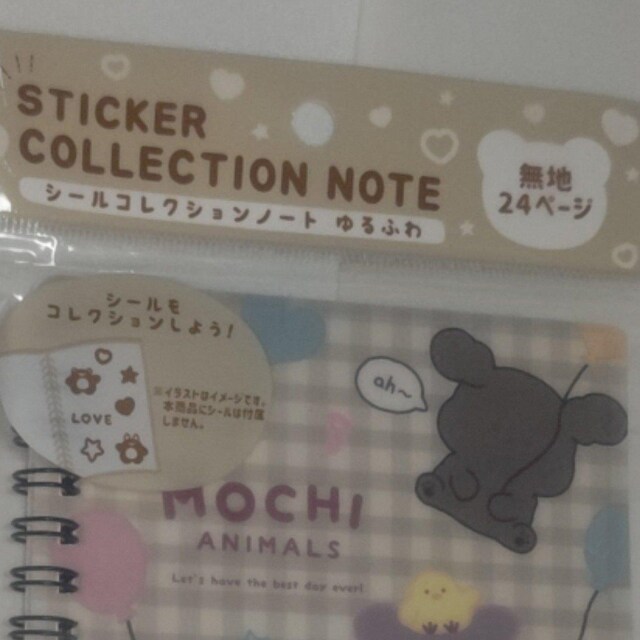 STICKER
COLLECTION NOTE
シールコレクションノート ゆるふわ
無地
24ページ
シールを
コレクションしよう!
LOVE
※イラストはイメージです。
本商品にシールは付属
しません。
ah~
MOCHI
ANIMALS
Let's have the best day ever!